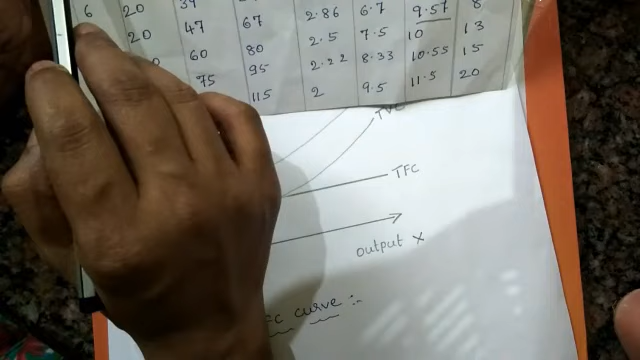 6 20 39 2.86 6.7 9.57 8
20 47 67 2.5 7.5 10 13
60 80 2.22 8.33 10.55 15
75 95 2 9.5 11.5 20
115
TFC
output X
curve :-